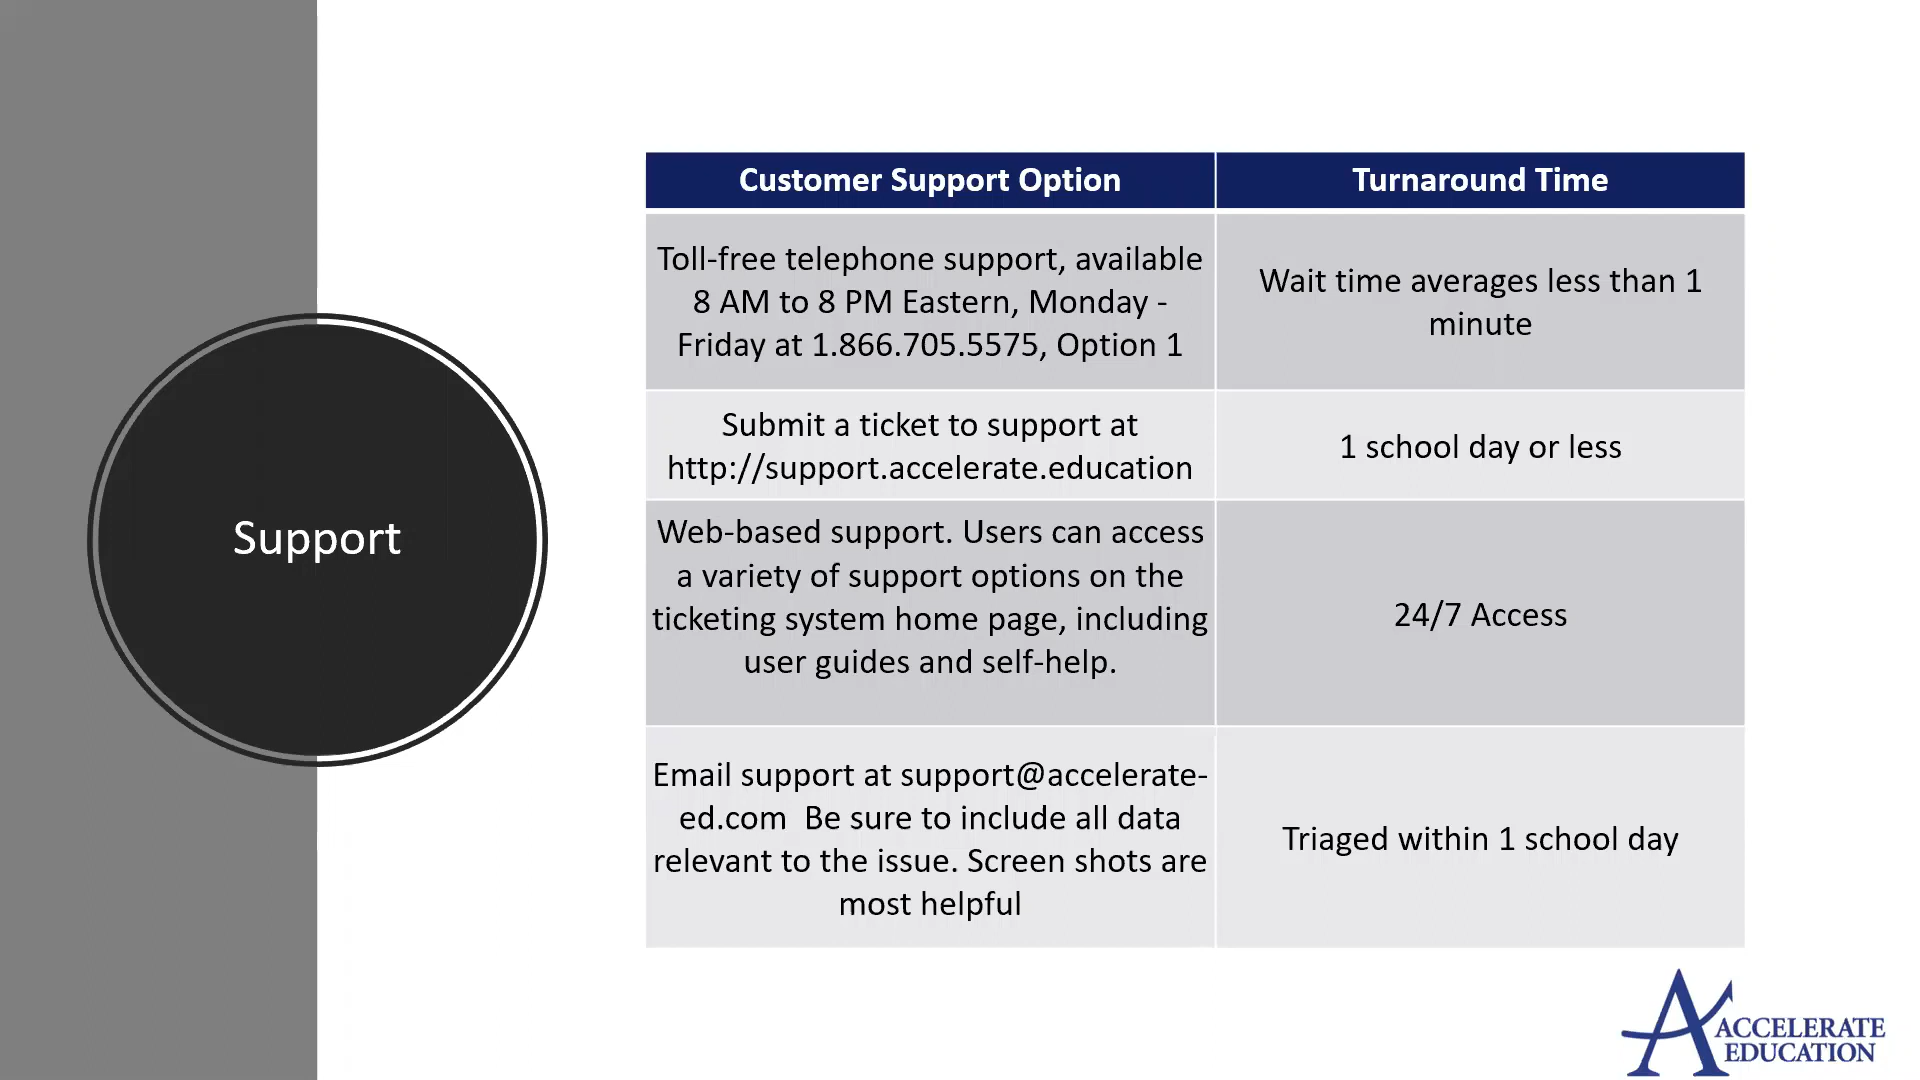 Support
Customer Support Option
Turnaround Time
Toll-free telephone support, available
8 AM to 8 PM Eastern, Monday -
Friday at 1.866.705.5575, Option 1
Wait time averages less than 1
minute
Submit a ticket to support at
http://support.accelerate.education
1 school day or less
Web-based support. Users can access
a variety of support options on the
ticketing system home page, including
user guides and self-help.
24/7 Access
Email support at support@accelerate-
ed.com  Be sure to include all data
relevant to the issue. Screen shots are
most helpful
Triaged within 1 school day
ACCELERATE
EDUCATION